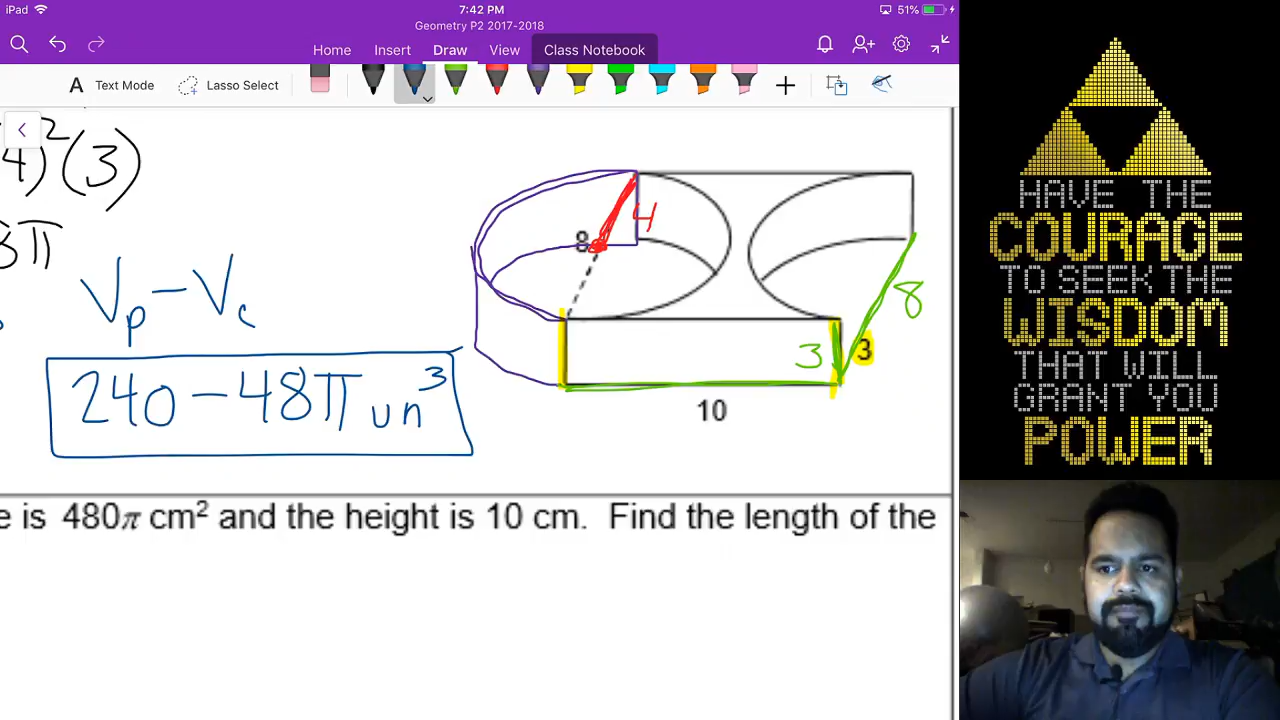 iPad 7:42 PM 51%
Geometry P2 2017-2018
Home Insert Draw View Class Notebook
A Text Mode Lasso Select
4)² (3)
8π
Vp − Vc
240 − 48π un³
8
4
3
3
8
10
e is 480π cm² and the height is 10 cm. Find the length of the
HAVE THE
COURAGE
TO SEEK THE
WISDOM
THAT WILL
GRANT YOU
POWER